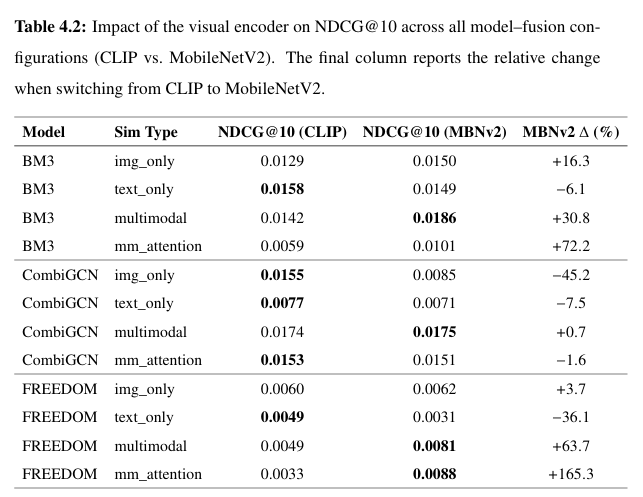 Table 4.2: Impact of the visual encoder on NDCG@10 across all model–fusion con-
figurations (CLIP vs. MobileNetV2). The final column reports the relative change
when switching from CLIP to MobileNetV2.
Model Sim Type NDCG@10 (CLIP) NDCG@10 (MBNv2) MBNv2 Δ (%)
BM3 img_only 0.0129 0.0150 +16.3
BM3 text_only 0.0158 0.0149 −6.1
BM3 multimodal 0.0142 0.0186 +30.8
BM3 mm_attention 0.0059 0.0101 +72.2
CombiGCN img_only 0.0155 0.0085 −45.2
CombiGCN text_only 0.0077 0.0071 −7.5
CombiGCN multimodal 0.0174 0.0175 +0.7
CombiGCN mm_attention 0.0153 0.0151 −1.6
FREEDOM img_only 0.0060 0.0062 +3.7
FREEDOM text_only 0.0049 0.0031 −36.1
FREEDOM multimodal 0.0049 0.0081 +63.7
FREEDOM mm_attention 0.0033 0.0088 +165.3